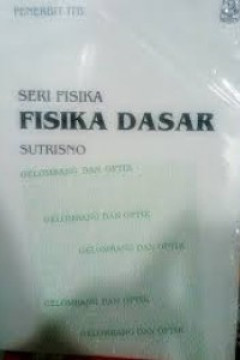 PENERBIT ITB
SERI FISIKA
FISIKA DASAR
SUTRISNO
GELOMBANG DAN OPTIK
GELOMBANG DAN OPTIK
GELOMBANG DAN OPTIK
GELOMBANG DAN OPTIK
GELOMBANG DAN OPTIK